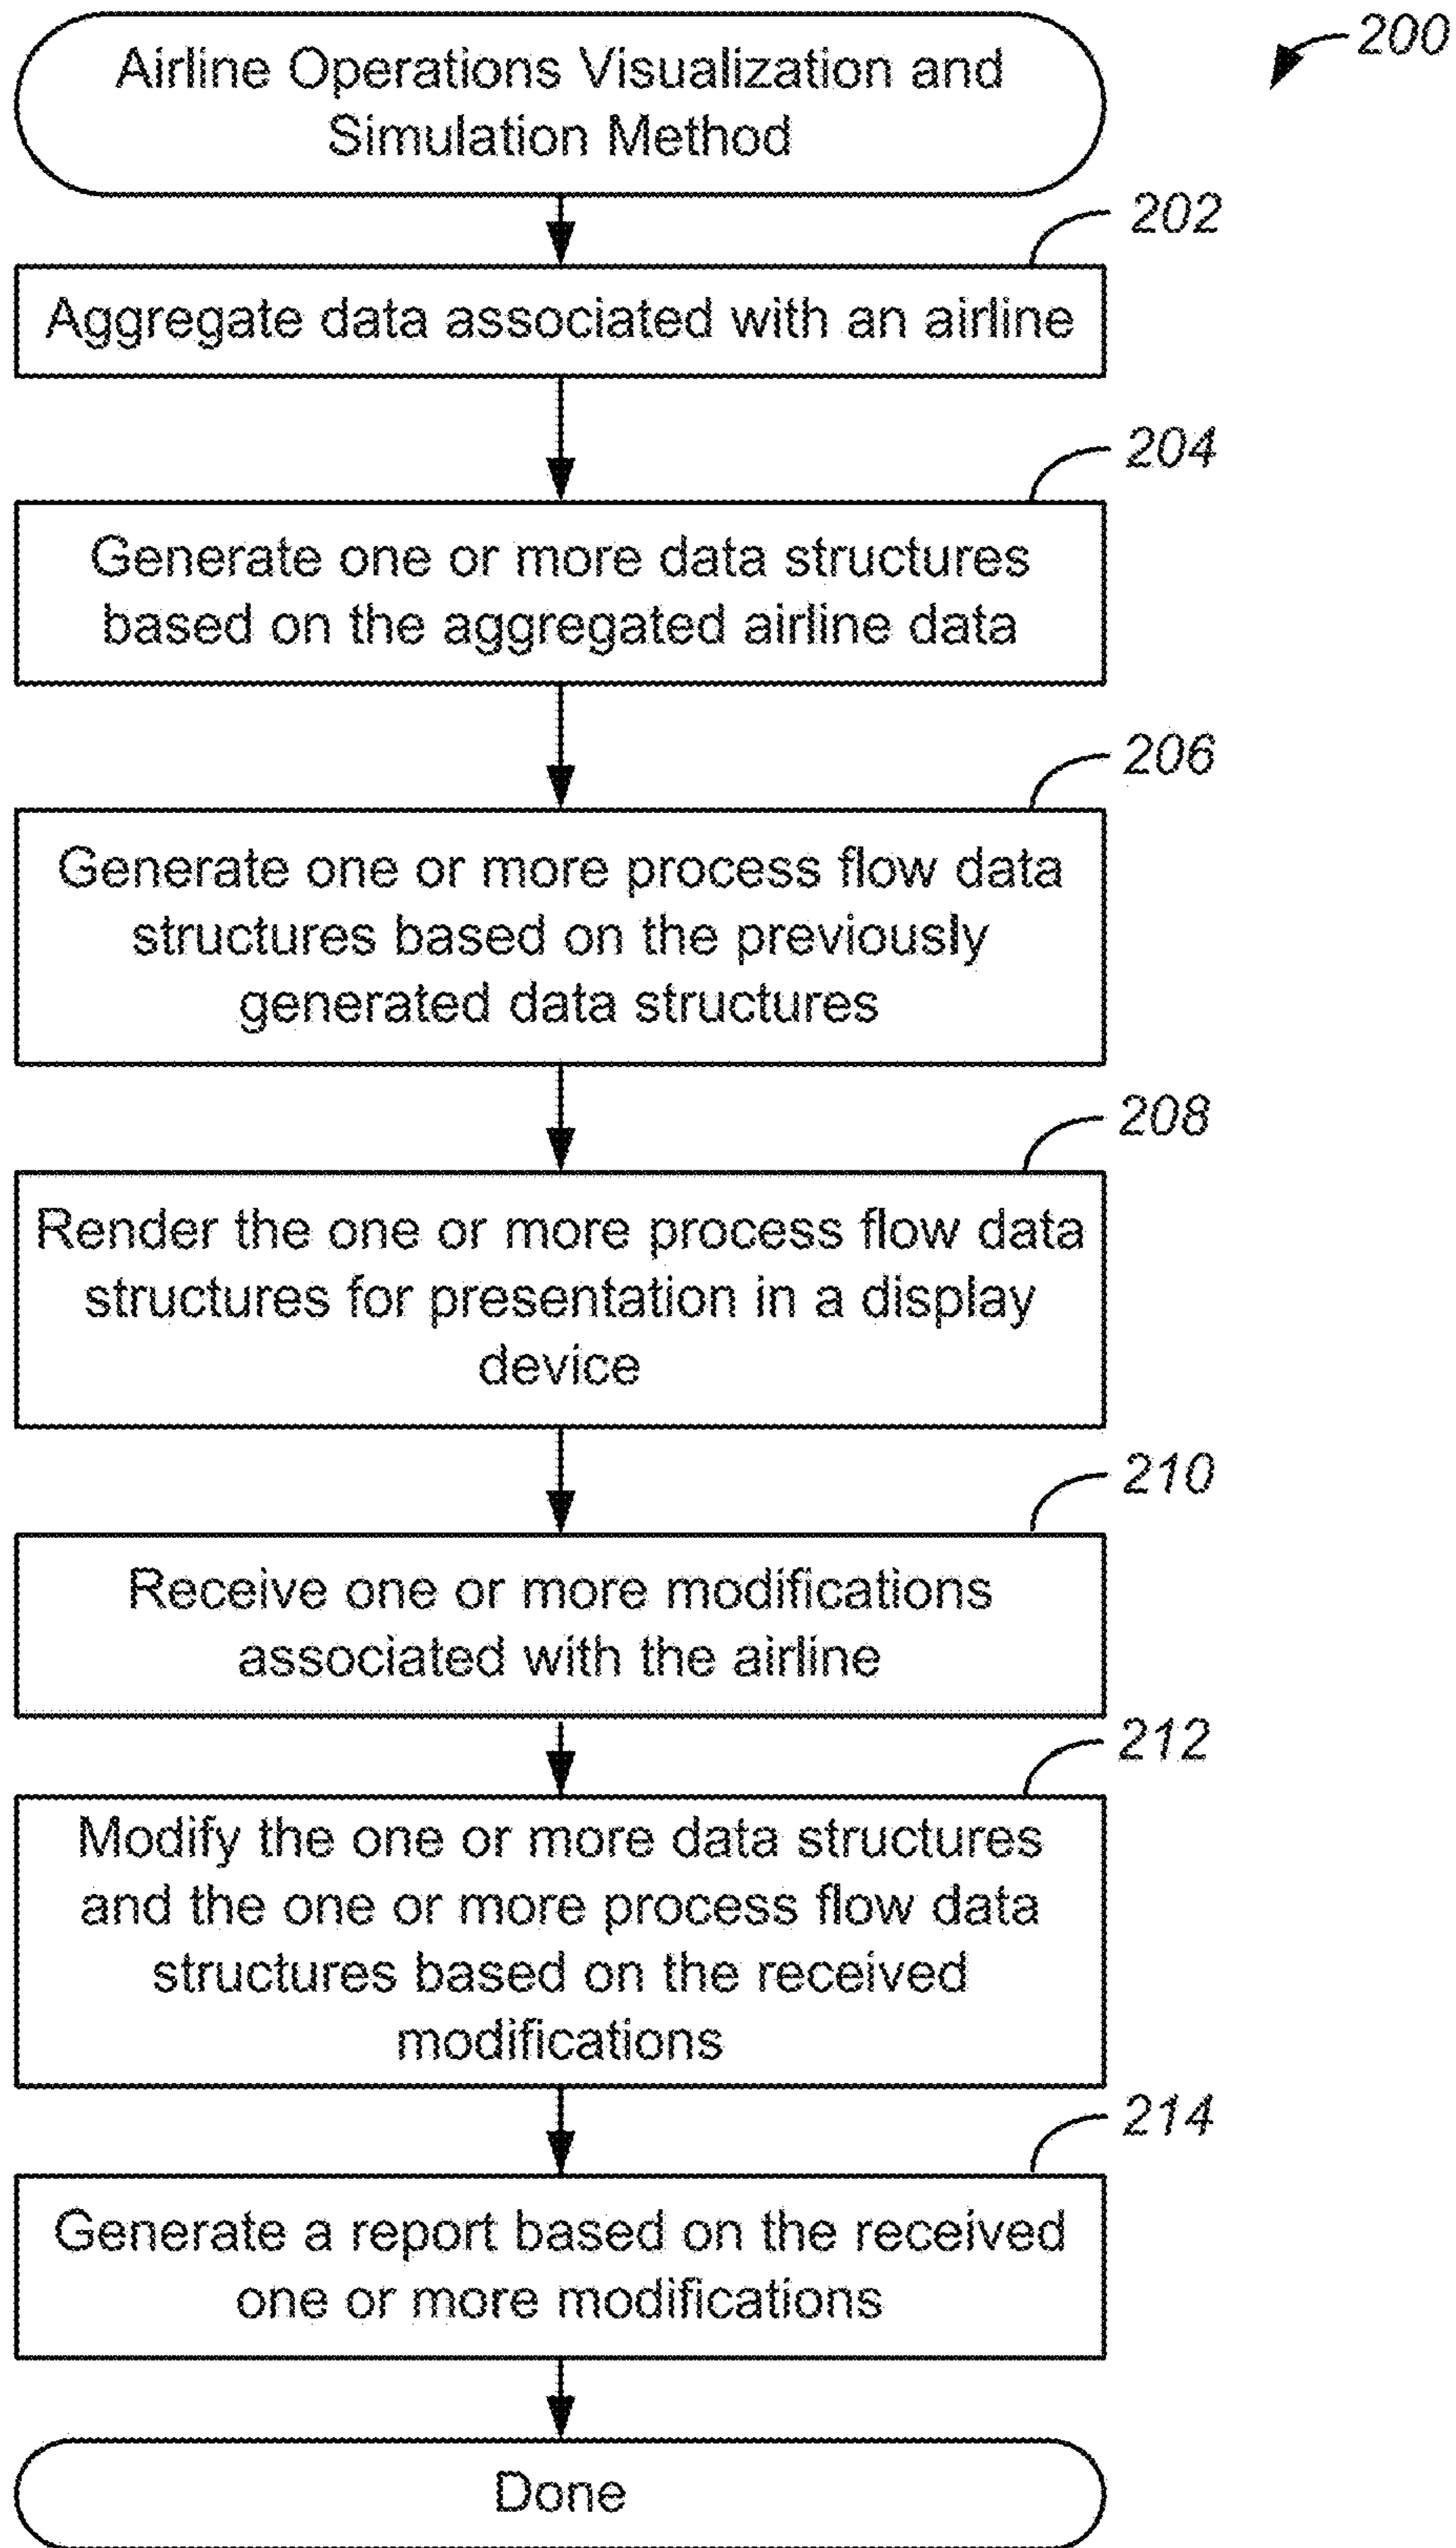 200
Airline Operations Visualization and
Simulation Method
202
Aggregate data associated with an airline
204
Generate one or more data structures
based on the aggregated airline data
206
Generate one or more process flow data
structures based on the previously
generated data structures
208
Render the one or more process flow data
structures for presentation in a display
device
210
Receive one or more modifications
associated with the airline
212
Modify the one or more data structures
and the one or more process flow data
structures based on the received
modifications
214
Generate a report based on the received
one or more modifications
Done